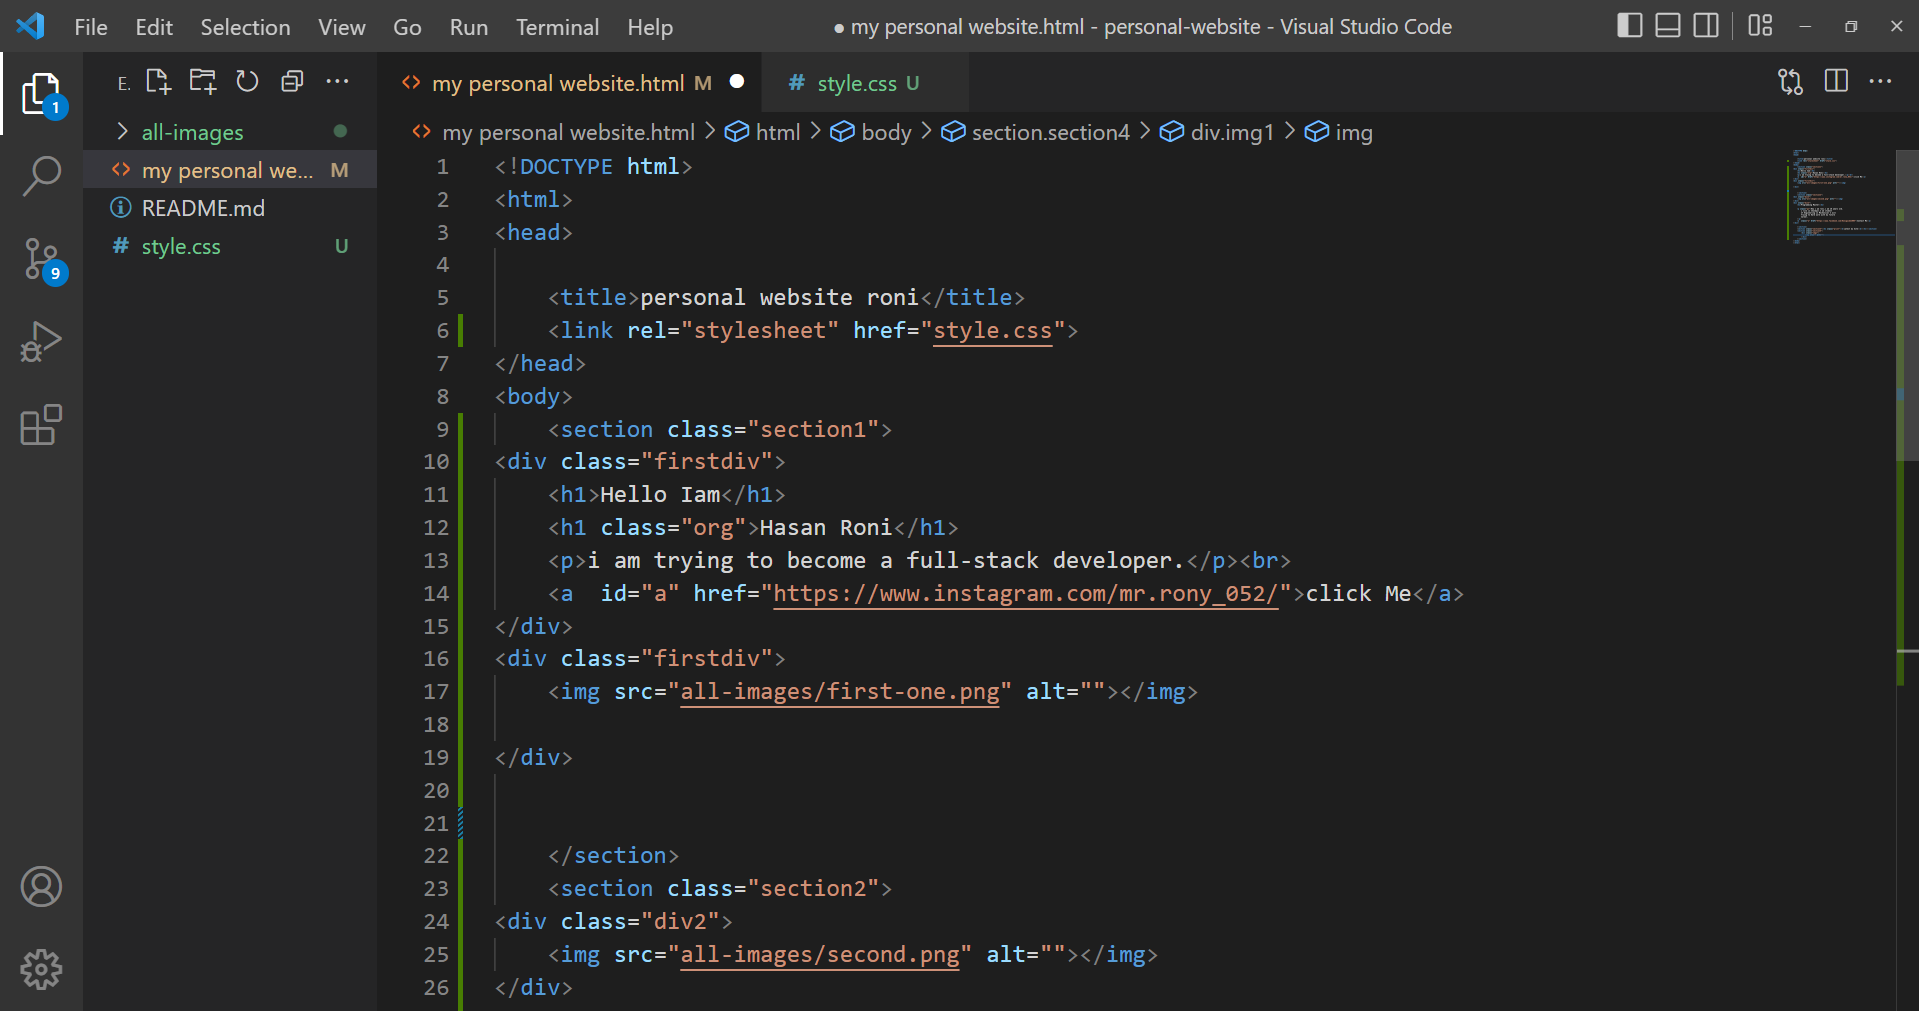 File Edit Selection View Go Run Terminal Help ● my personal website.html - personal-website - Visual Studio Code
1
9
E.
all-images
my personal we... M
README.md
style.css U
my personal website.html M
style.css U
my personal website.html > html > body > section.section4 > div.img1 > img
1 <!DOCTYPE html>
2 <html>
3 <head>
4
5 <title>personal website roni</title>
6 <link rel="stylesheet" href="style.css">
7 </head>
8 <body>
9 <section class="section1">
10 <div class="firstdiv">
11 <h1>Hello Iam</h1>
12 <h1 class="org">Hasan Roni</h1>
13 <p>i am trying to become a full-stack developer.</p><br>
14 <a  id="a" href="https://www.instagram.com/mr.rony_052/">click Me</a>
15 </div>
16 <div class="firstdiv">
17 <img src="all-images/first-one.png" alt=""></img>
18
19 </div>
20
21
22 </section>
23 <section class="section2">
24 <div class="div2">
25 <img src="all-images/second.png" alt=""></img>
26 </div>